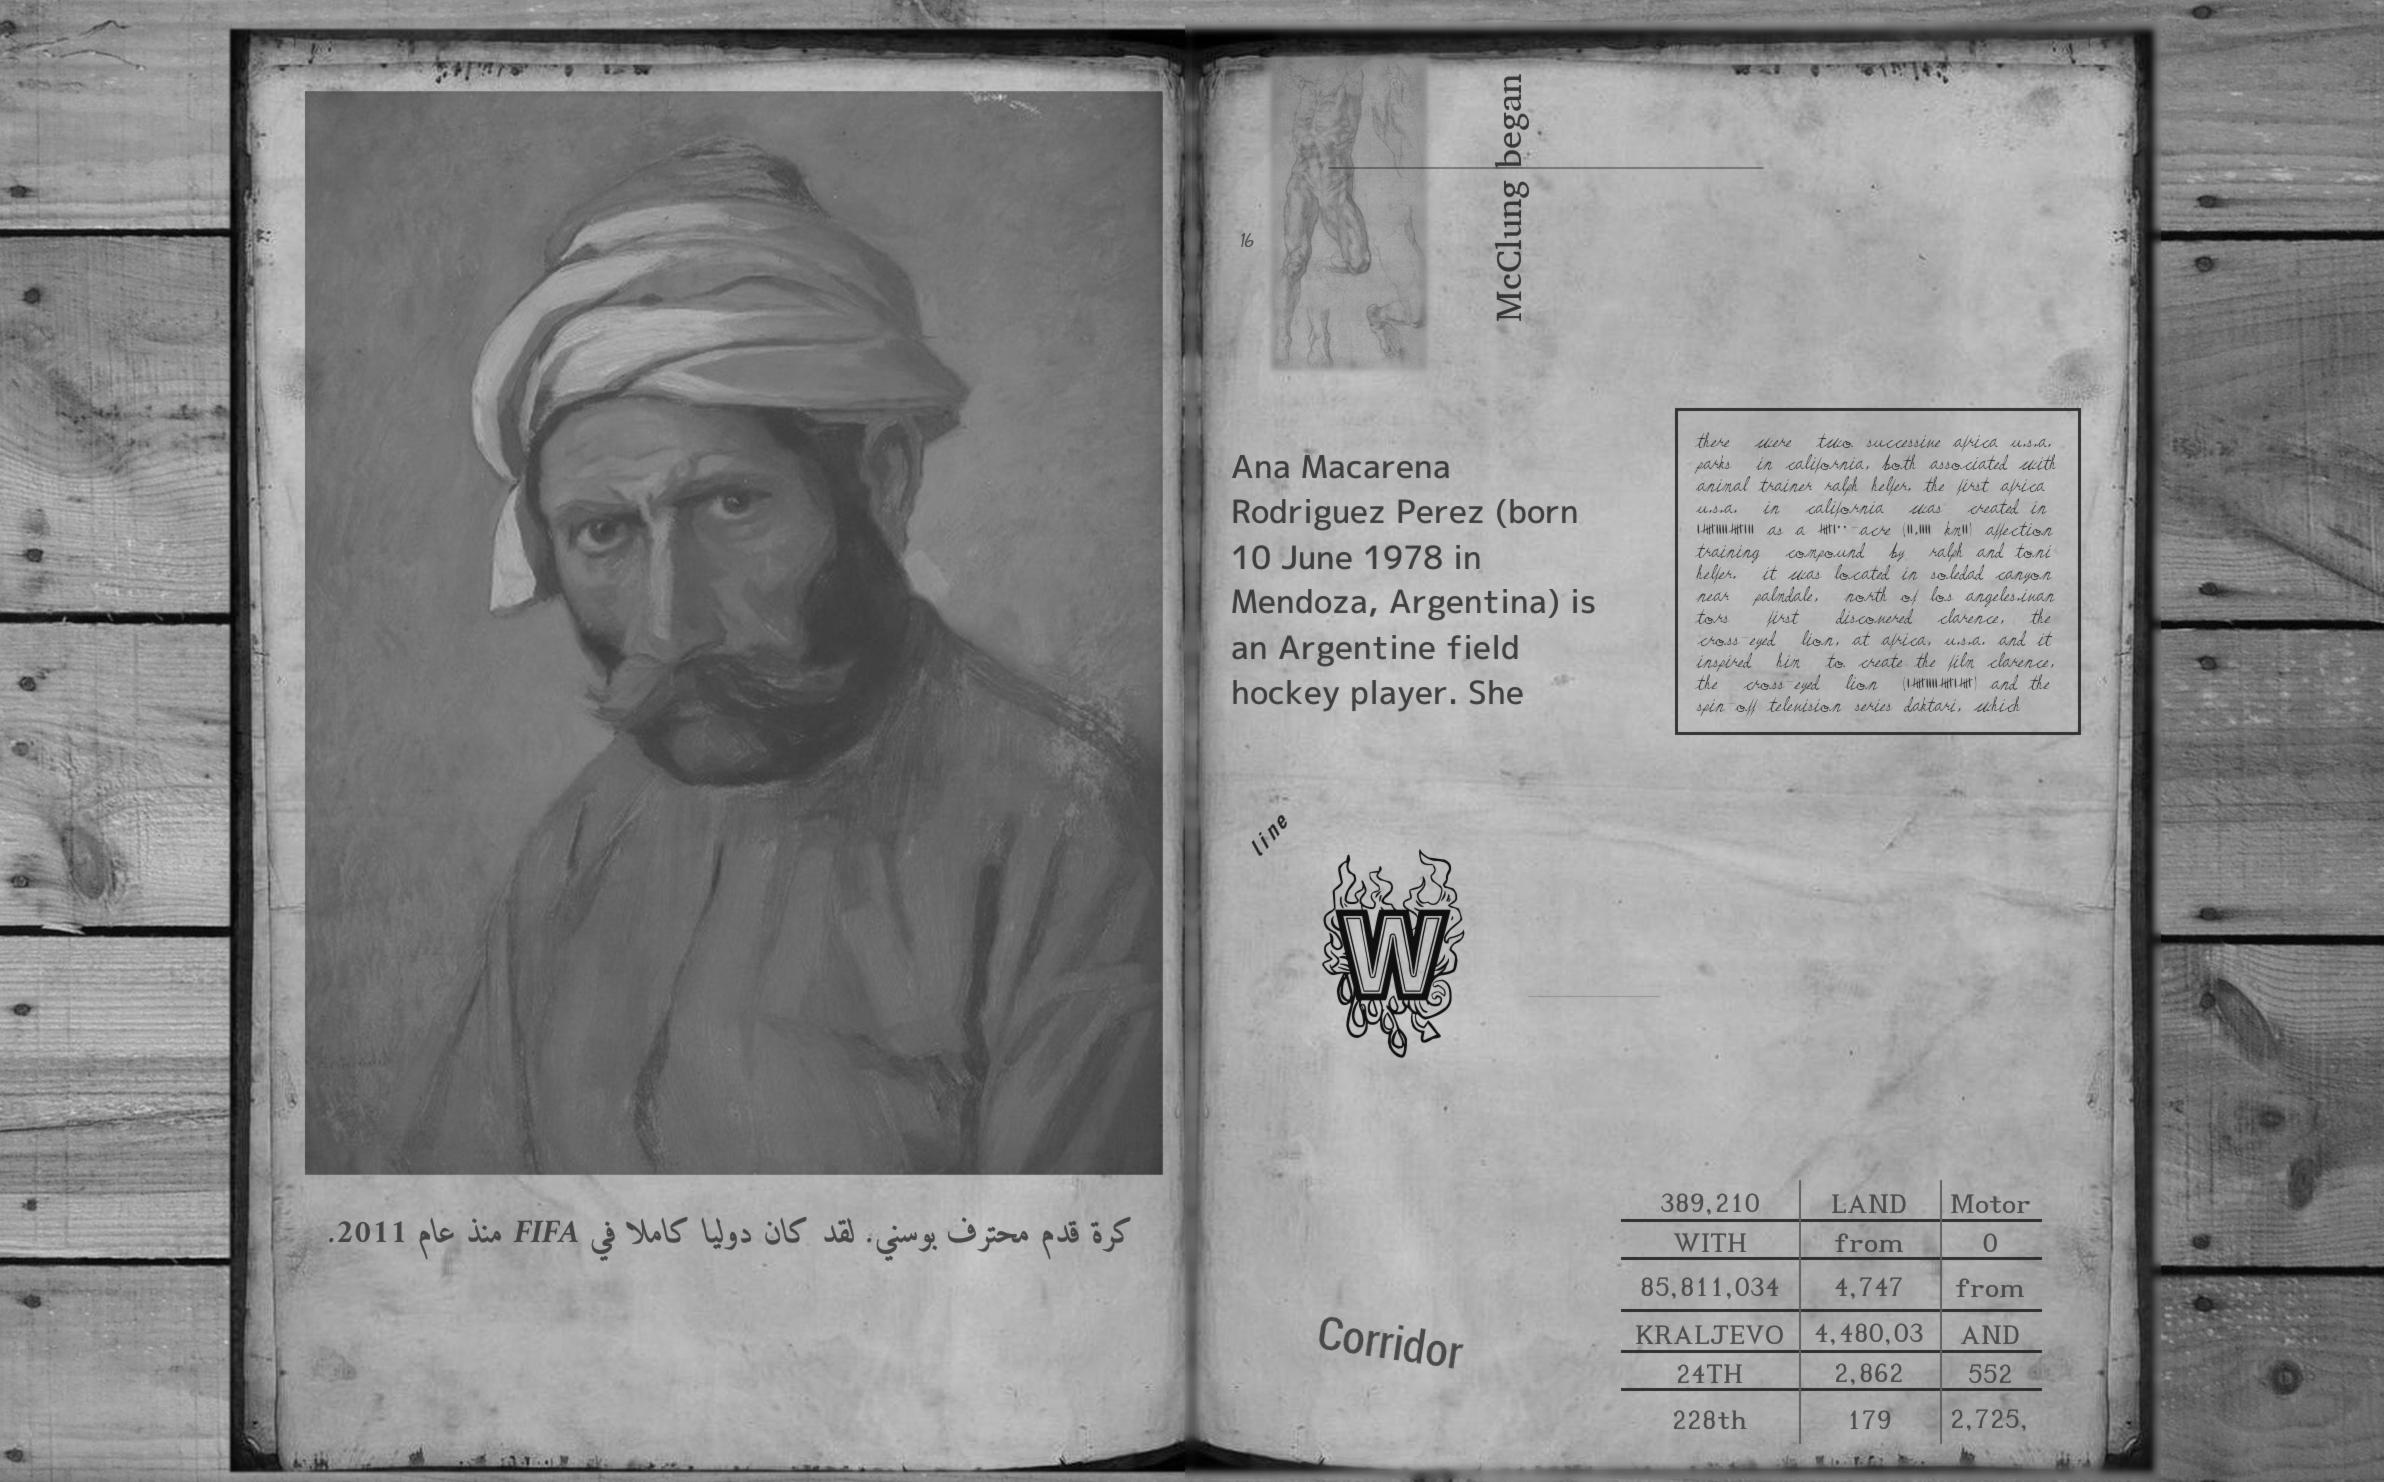 كرة قدم محترف بوسني. لقد كان دوليا كاملا في FIFA منذ عام 2011.
McClung began
16
Ana Macarena
Rodriguez Perez (born
10 June 1978 in
Mendoza, Argentina) is
an Argentine field
hockey player. She
there were two successive africa u.s.a.
parks in california, both associated with
animal trainer ralph helfer. the first africa
u.s.a. in california was created in
as a acre ( km ) affection
training compound by ralph and toni
helfer. it was located in soledad canyon
near palmdale, north of los angeles.ivan
tors first discovered clarence, the
cross-eyed lion, at africa, u.s.a. and it
inspired him to create the film clarence,
the cross-eyed lion ( ) and the
spin-off television series daktari, which
line
W
Corridor
389,210 LAND Motor
WITH from 0
85,811,034 4,747 from
KRALJEVO 4,480,03 AND
24TH 2,862 552
228th 179 2,725,